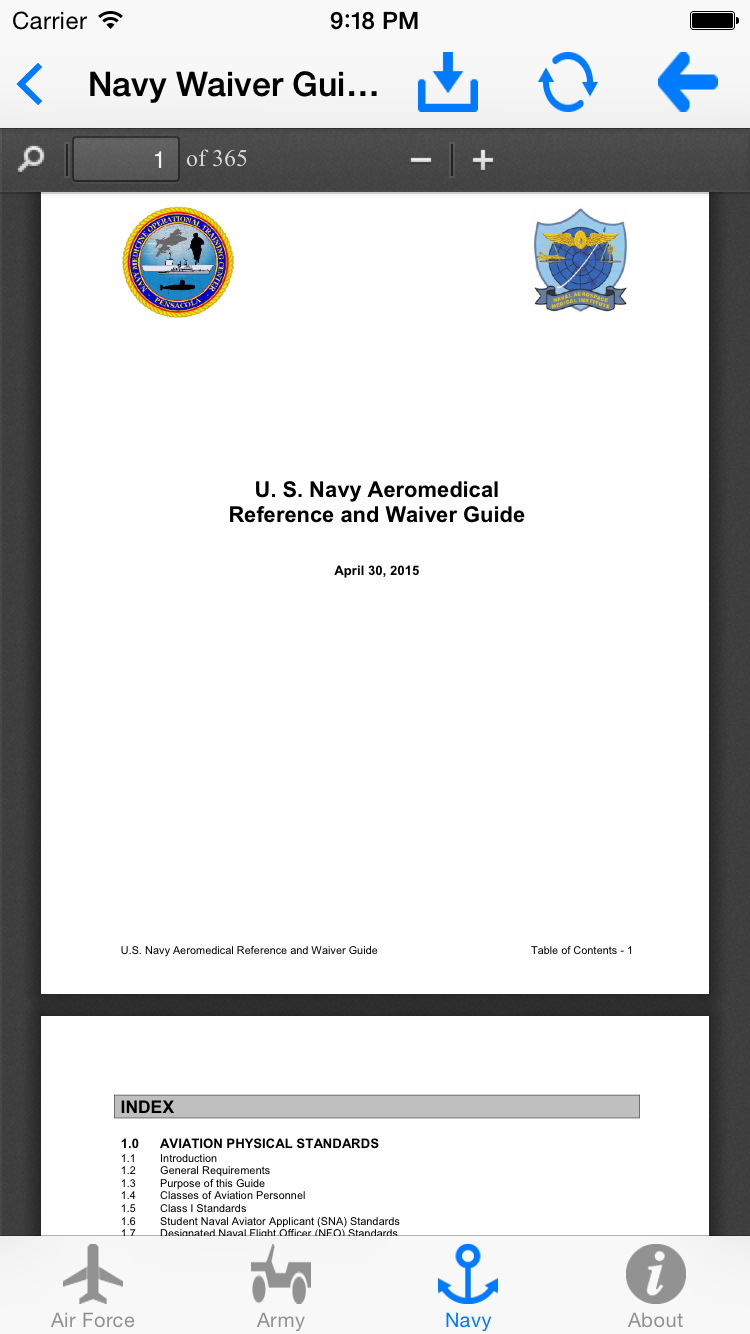 Carrier 9:18 PM
Navy Waiver Gui...
1 of 365
NAVY MEDICINE OPERATIONAL TRAINING CENTER
PENSACOLA
NAVAL AEROSPACE
MEDICAL INSTITUTE
U. S. Navy Aeromedical
Reference and Waiver Guide
April 30, 2015
U.S. Navy Aeromedical Reference and Waiver Guide Table of Contents - 1
INDEX
1.0 AVIATION PHYSICAL STANDARDS
1.1 Introduction
1.2 General Requirements
1.3 Purpose of this Guide
1.4 Classes of Aviation Personnel
1.5 Class I Standards
1.6 Student Naval Aviator Applicant (SNA) Standards
1.7 Designated Naval Flight Officer (NFO) Standards
Air Force Army Navy About